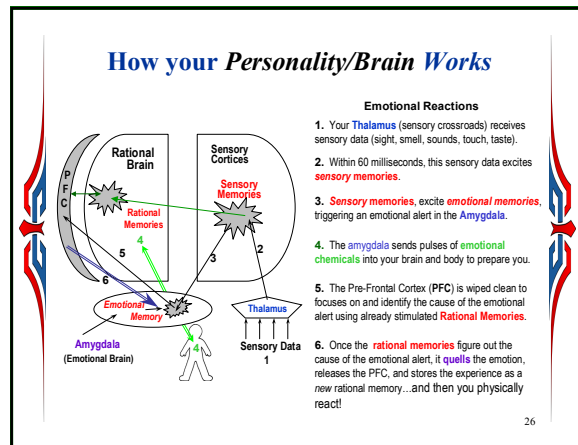 How your Personality/Brain Works
Rational
Brain
Sensory
Cortices
P
F
C
Sensory
Memories
Rational
Memories
4
5
3
2
6
Emotional
Memory
Thalamus
Amygdala
(Emotional Brain)
4
Sensory Data
1
Emotional Reactions
1. Your Thalamus (sensory crossroads) receives
sensory data (sight, smell, sounds, touch, taste).
2. Within 60 milliseconds, this sensory data excites
sensory memories.
3. Sensory memories, excite emotional memories,
triggering an emotional alert in the Amygdala.
4. The amygdala sends pulses of emotional
chemicals into your brain and body to prepare you.
5. The Pre-Frontal Cortex (PFC) is wiped clean to
focuses on and identify the cause of the emotional
alert using already stimulated Rational Memories.
6. Once the rational memories figure out the
cause of the emotional alert, it quells the emotion,
releases the PFC, and stores the experience as a
new rational memory…and then you physically
react!
26